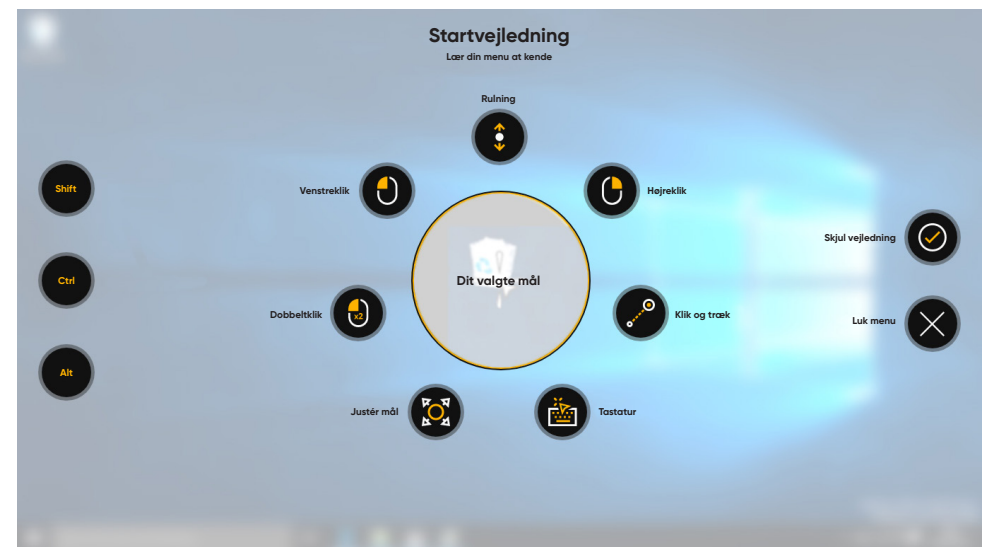 Startvejledning
Lær din menu at kende
Rulning
Venstreklik
Højreklik
Shift
Skjul vejledning
Ctrl
Dit valgte mål
Dobbeltklik
x2
Klik og træk
Luk menu
Alt
Justér mål
Tastatur